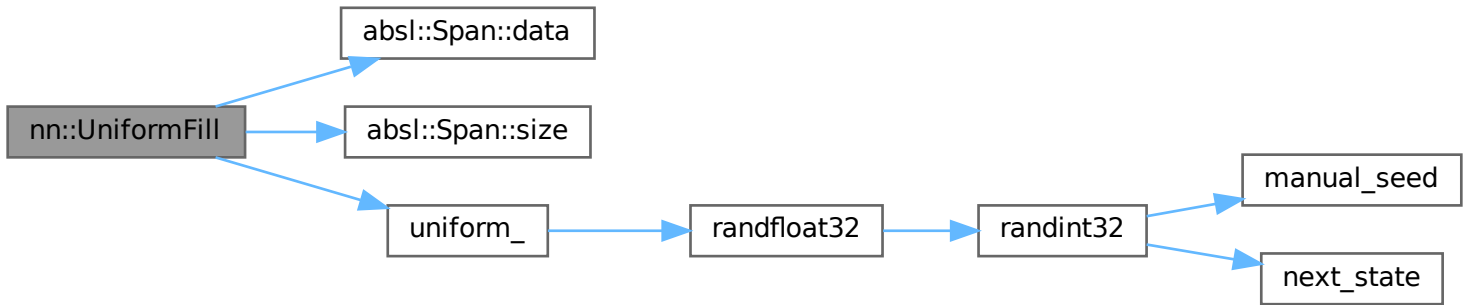 nn::UniformFill
absl::Span::data
absl::Span::size
uniform_
randfloat32
randint32
manual_seed
next_state